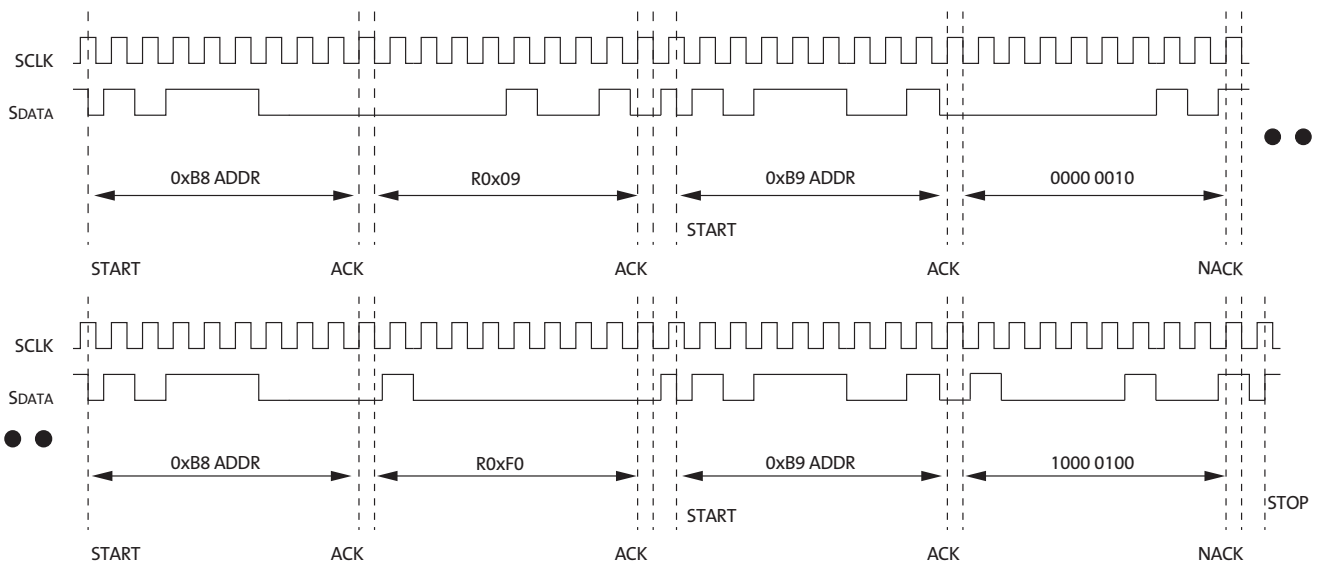 SCLK
SDATA
0xB8 ADDR R0x09 0xB9 ADDR 0000 0010
START
START ACK ACK ACK NACK
SCLK
SDATA
0xB8 ADDR R0xF0 0xB9 ADDR 1000 0100
STOP
START
START ACK ACK ACK NACK